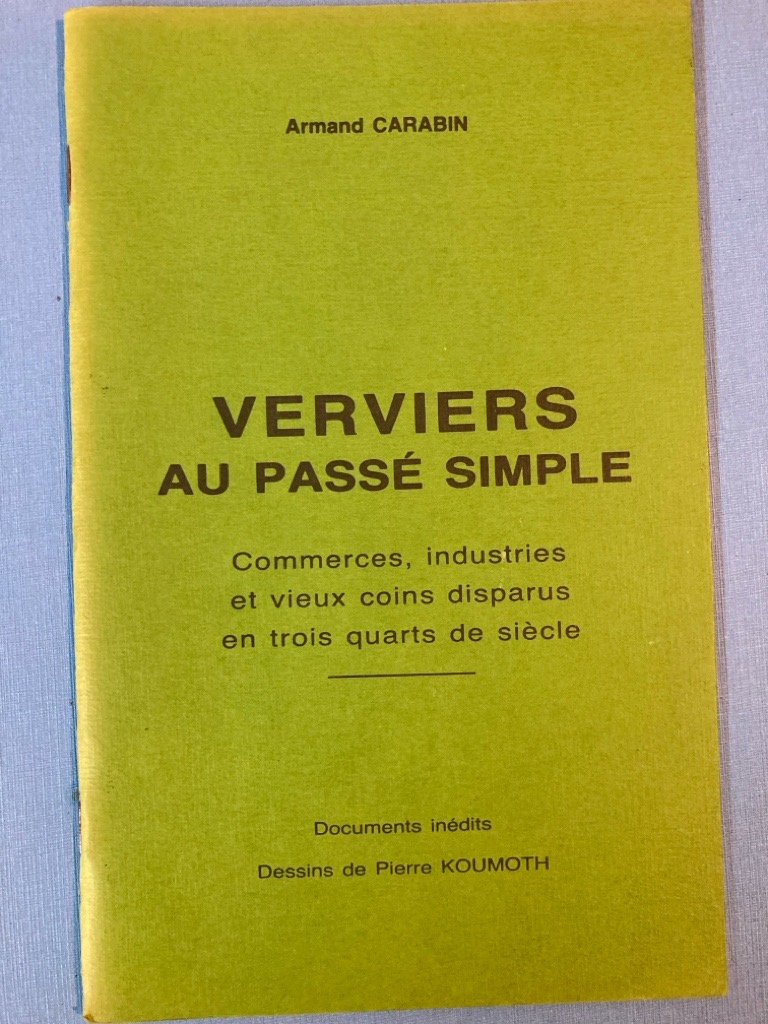 Armand CARABIN
VERVIERS
AU PASSÉ SIMPLE
Commerces, industries
et vieux coins disparus
en trois quarts de siècle
Documents inédits
Dessins de Pierre KOUMOTH